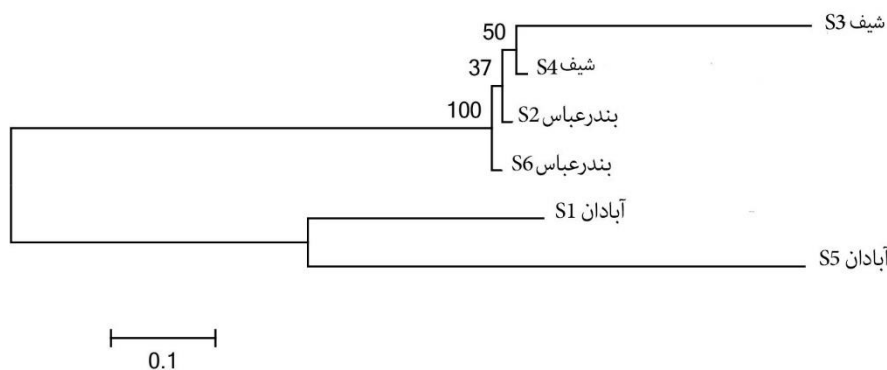 شیف S3
50
شیف S4
37
بندرعباس S2
100
بندرعباس S6
آبادان S1
آبادان S5
0.1